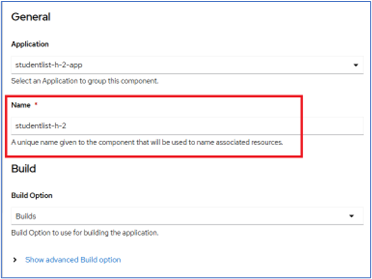 General
Application
studentlist-h-2-app
Select an Application to group this component.
Name *
studentlist-h-2
A unique name given to the component that will be used to name associated resources.
Build
Build Option
Builds
Build Option to use for building the application.
Show advanced Build option